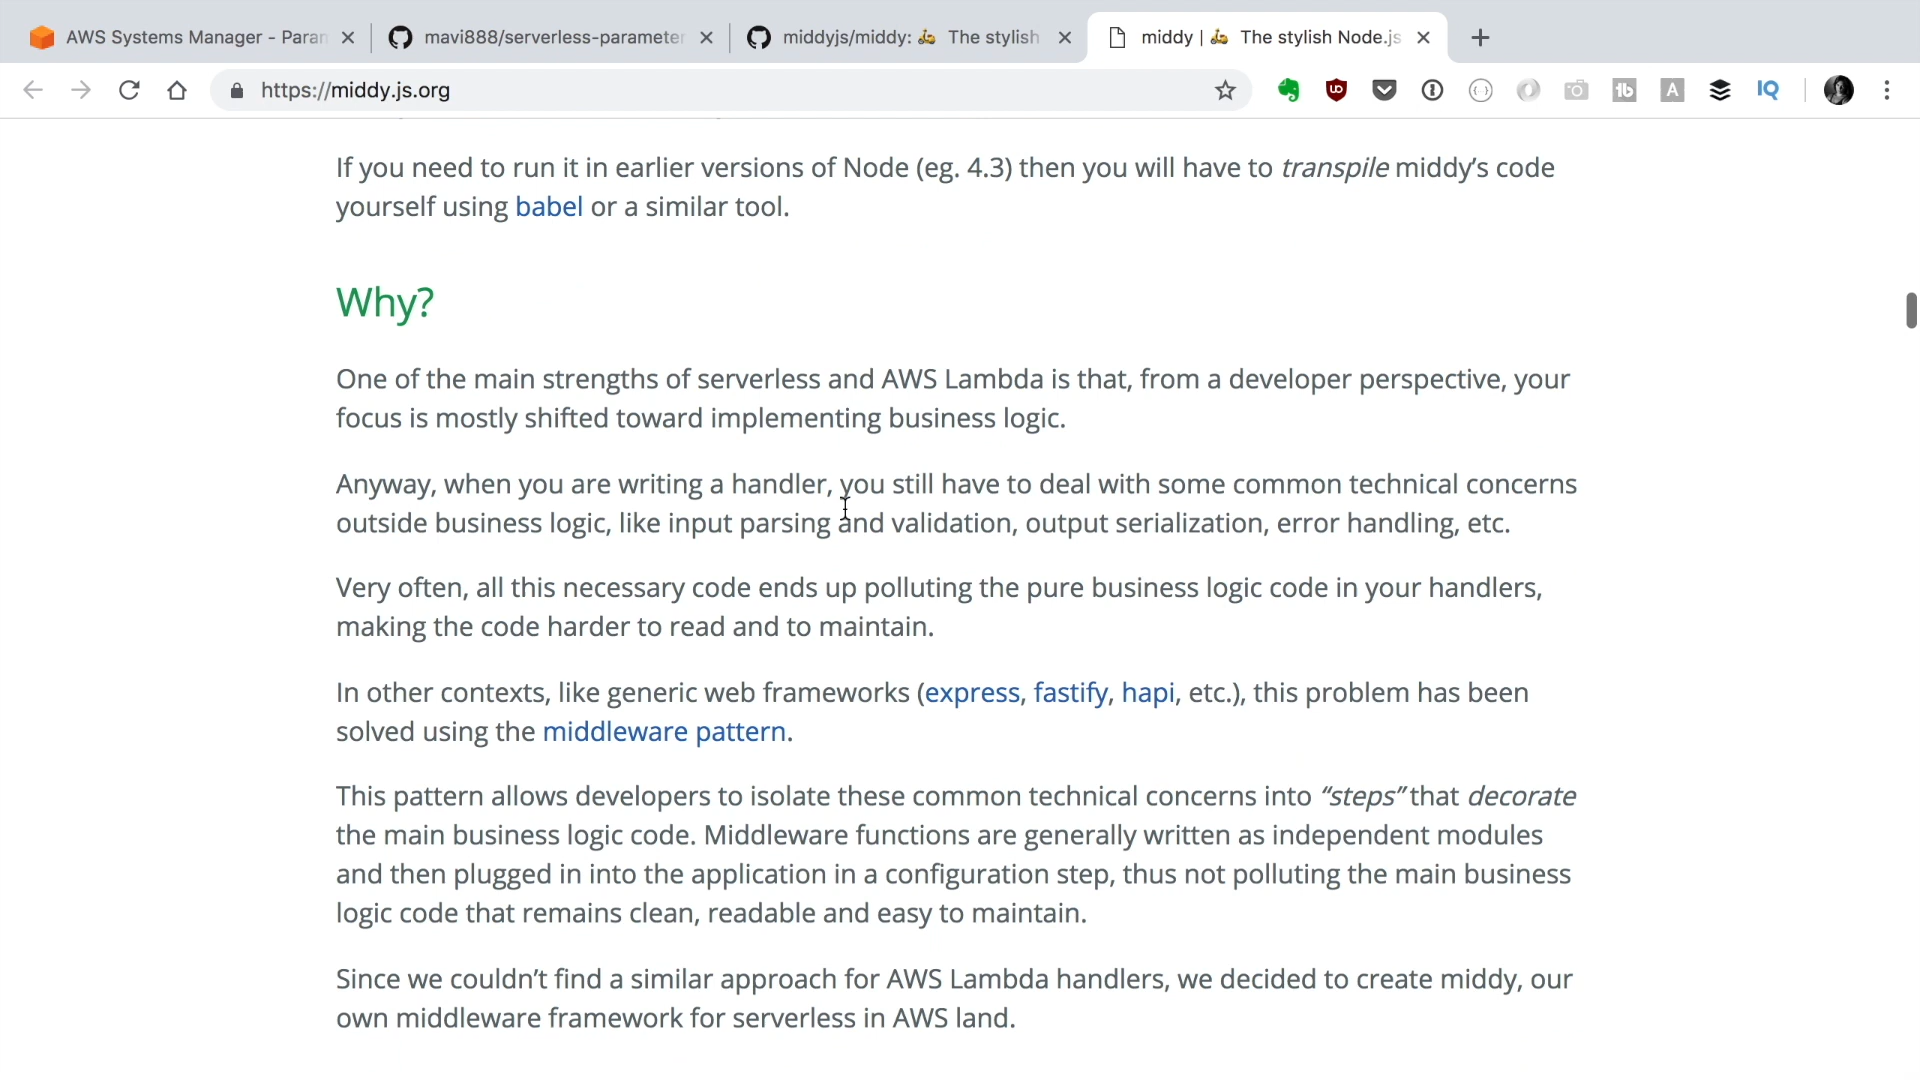 AWS Systems Manager - Paran
mavi888/serverless-parameter
middyjs/middy: 🛵 The stylish
middy | 🛵 The stylish Node.js
https://middy.js.org
If you need to run it in earlier versions of Node (eg. 4.3) then you will have to transpile middy’s code
yourself using babel or a similar tool.
Why?
One of the main strengths of serverless and AWS Lambda is that, from a developer perspective, your
focus is mostly shifted toward implementing business logic.
Anyway, when you are writing a handler, you still have to deal with some common technical concerns
outside business logic, like input parsing and validation, output serialization, error handling, etc.
Very often, all this necessary code ends up polluting the pure business logic code in your handlers,
making the code harder to read and to maintain.
In other contexts, like generic web frameworks (express, fastify, hapi, etc.), this problem has been
solved using the middleware pattern.
This pattern allows developers to isolate these common technical concerns into “steps” that decorate
the main business logic code. Middleware functions are generally written as independent modules
and then plugged in into the application in a configuration step, thus not polluting the main business
logic code that remains clean, readable and easy to maintain.
Since we couldn’t find a similar approach for AWS Lambda handlers, we decided to create middy, our
own middleware framework for serverless in AWS land.